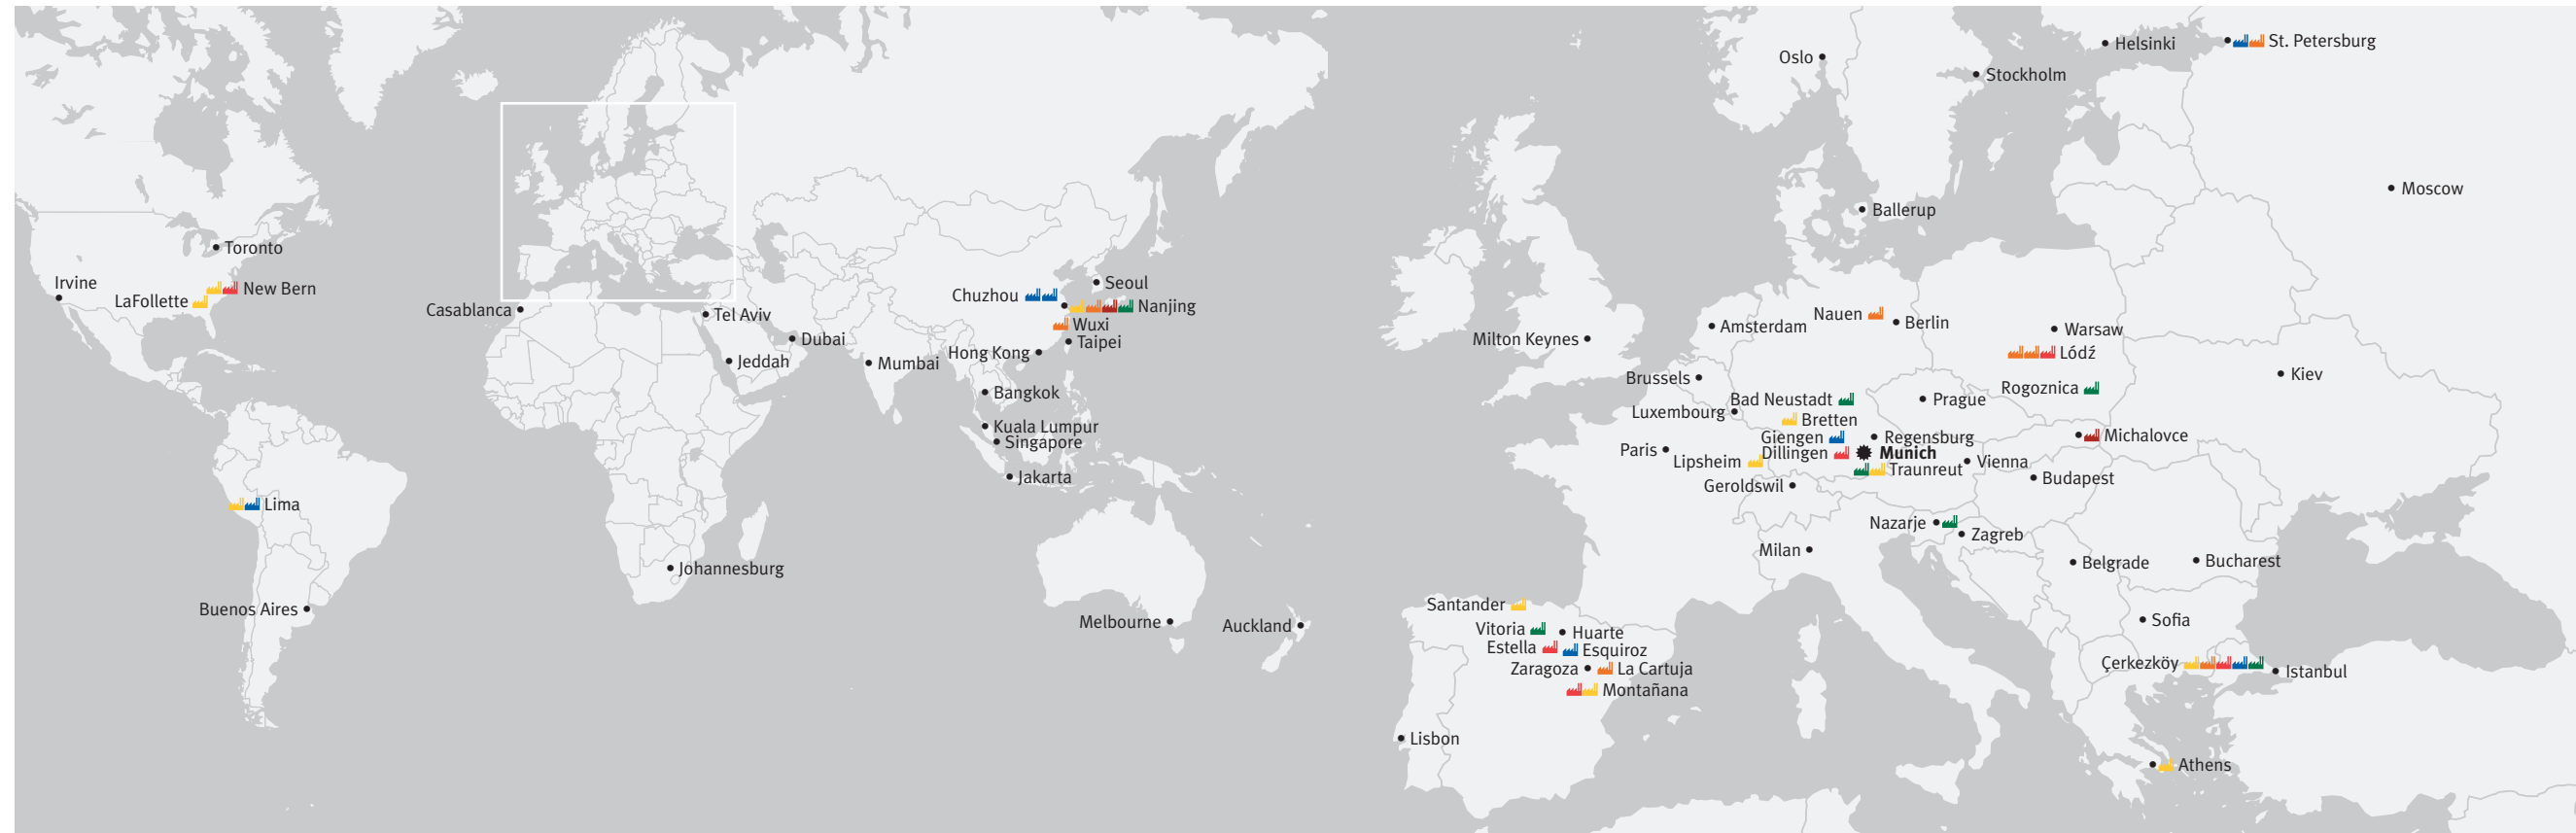 Toronto
Irvine
New Bern
LaFollette
Lima
Buenos Aires
Casablanca
Tel Aviv
Dubai
Jeddah
Mumbai
Johannesburg
Seoul
Chuzhou
Nanjing
Wuxi
Taipei
Hong Kong
Bangkok
Kuala Lumpur
Singapore
Jakarta
Melbourne
Auckland
Helsinki
St. Petersburg
Oslo
Stockholm
Moscow
Ballerup
Nauen
Berlin
Amsterdam
Warsaw
Milton Keynes
Lódź
Kiev
Brussels
Rogoznica
Bad Neustadt
Prague
Luxembourg
Bretten
Giengen
Regensburg
Michalovce
Paris
Dillingen
Munich
Lipsheim
Vienna
Traunreut
Budapest
Geroldswil
Nazarje
Zagreb
Milan
Belgrade
Bucharest
Santander
Sofia
Vitoria
Huarte
Estella
Esquiroz
Zaragoza
La Cartuja
Çerkezköy
Istanbul
Montañana
Lisbon
Athens